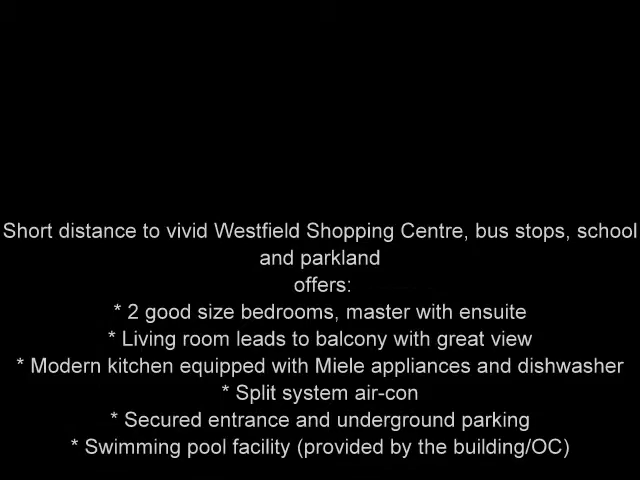 Short distance to vivid Westfield Shopping Centre, bus stops, school
and parkland
offers:
* 2 good size bedrooms, master with ensuite
* Living room leads to balcony with great view
* Modern kitchen equipped with Miele appliances and dishwasher
* Split system air-con
* Secured entrance and underground parking
* Swimming pool facility (provided by the building/OC)